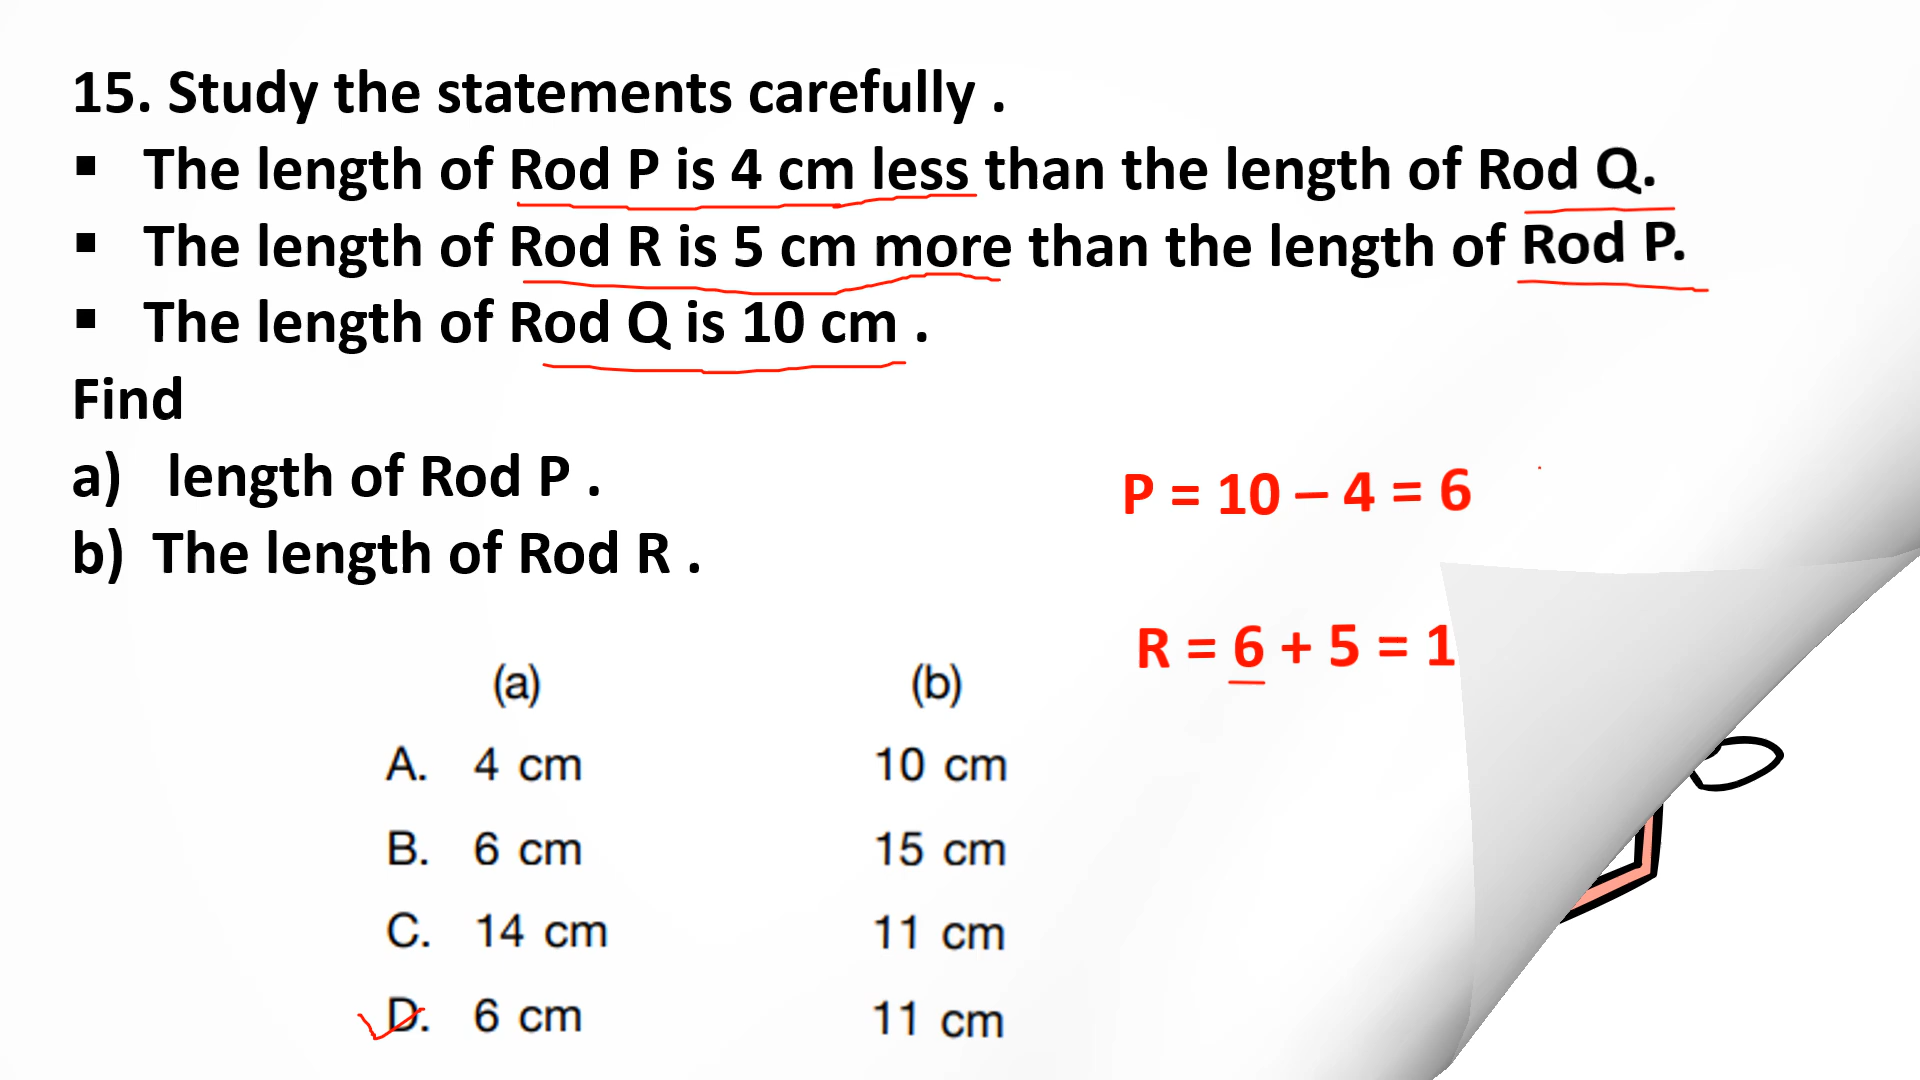 15. Study the statements carefully .
▪ The length of Rod P is 4 cm less than the length of Rod Q.
▪ The length of Rod R is 5 cm more than the length of Rod P.
▪ The length of Rod Q is 10 cm .
Find
a) length of Rod P .
b) The length of Rod R .
P = 10 – 4 = 6
R = 6 + 5 = 1
(a) (b)
A. 4 cm 10 cm
B. 6 cm 15 cm
C. 14 cm 11 cm
D. 6 cm 11 cm